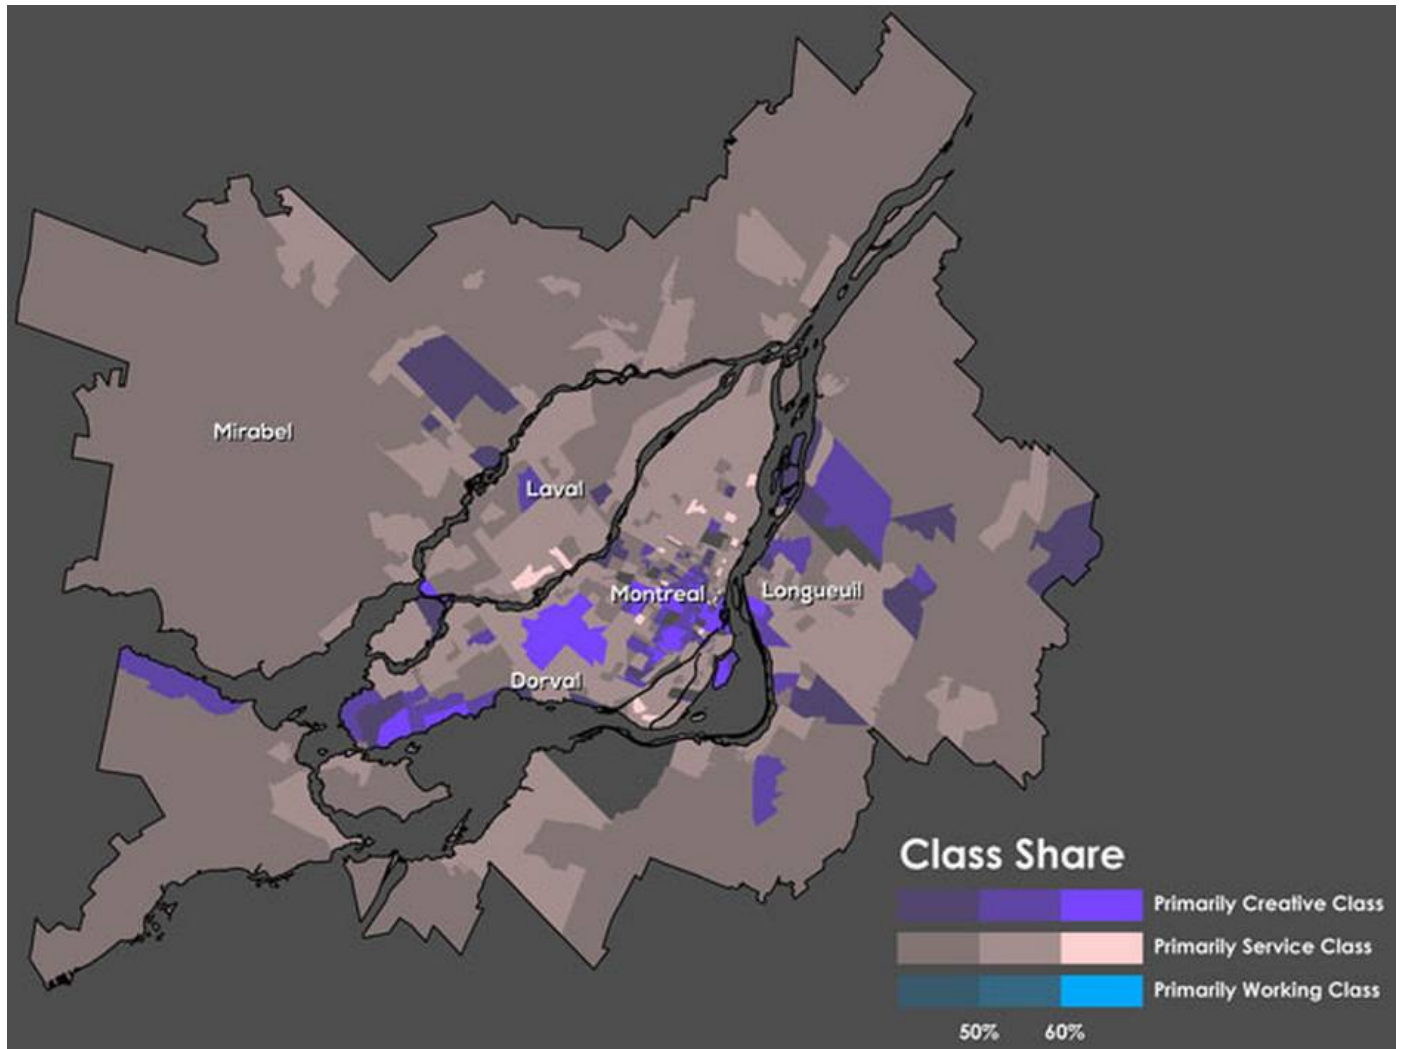 Mirabel
Laval
Montreal
Longueuil
Dorval
Class Share
Primarily Creative Class
Primarily Service Class
Primarily Working Class
50% 60%